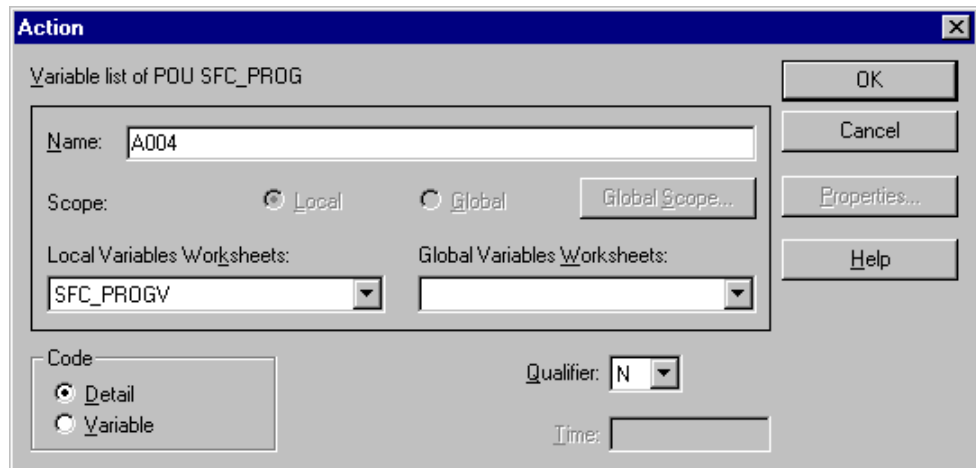 Action
Variable list of POU SFC_PROG
OK
Name: A004
Cancel
Scope: Local Global Global Scope...
Properties...
Local Variables Worksheets: Global Variables Worksheets:
Help
SFC_PROGV
Code
Detail
Qualifier: N
Variable
Time: